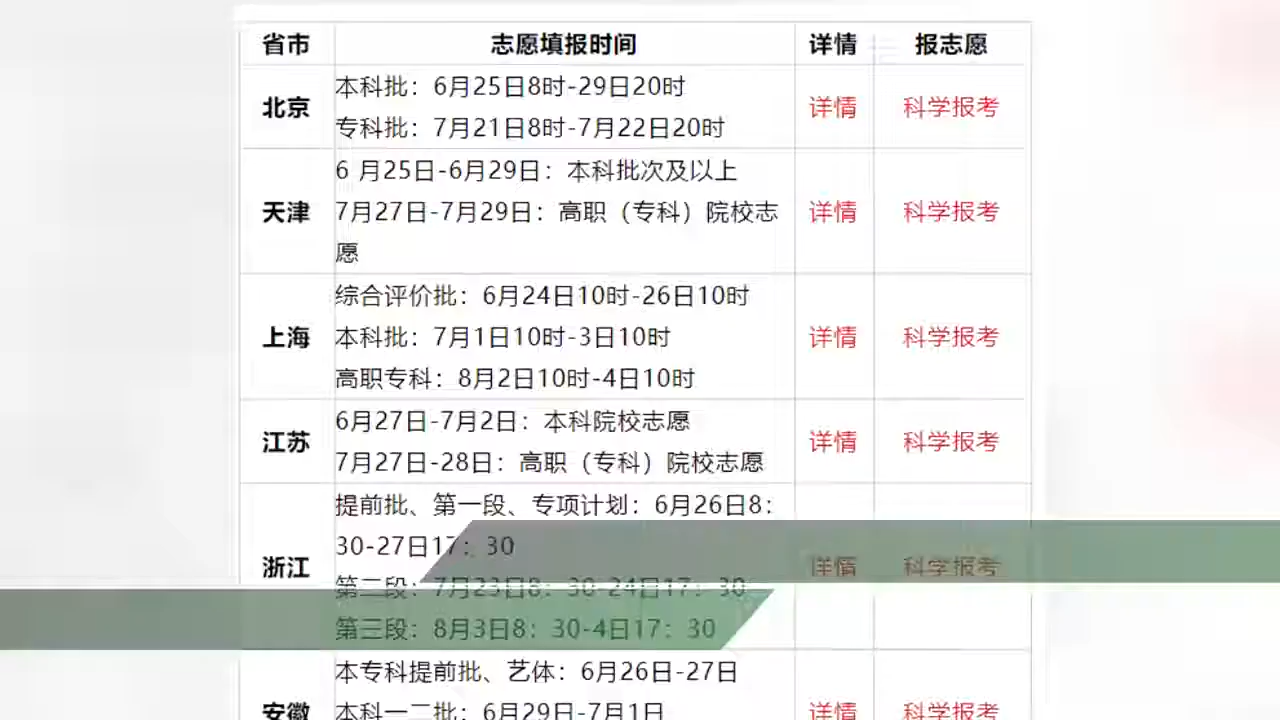 省市 志愿填报时间 详情 报志愿
北京 本科批：6月25日8时-29日20时 详情 科学报考
专科批：7月21日8时-7月22日20时
天津 6 月25日-6月29日：本科批次及以上 详情 科学报考
7月27日-7月29日：高职（专科）院校志
愿
上海 综合评价批：6月24日10时-26日10时 详情 科学报考
本科批：7月1日10时-3日10时
高职专科：8月2日10时-4日10时
江苏 6月27日-7月2日：本科院校志愿 详情 科学报考
7月27日-28日：高职（专科）院校志愿
浙江 提前批、第一段、专项计划：6月26日8： 详情 科学报考
30-27日17：30
第二段：7月23日8：30-24日17：30
第三段：8月3日8：30-4日17：30
安徽 本专科提前批、艺体：6月26日-27日 详情 科学报考
本科一二批：6月29日-7月1日